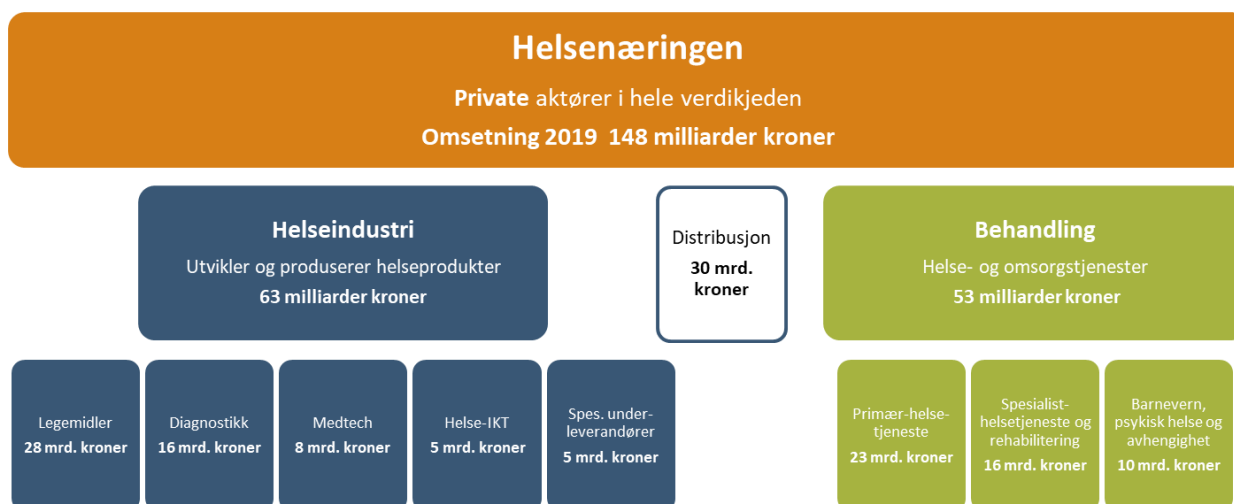 Helsenæringen
Private aktører i hele verdikjeden
Omsetning 2019 148 milliarder kroner
Helseindustri
Utvikler og produserer helseprodukter
63 milliarder kroner
Distribusjon
30 mrd.
kroner
Behandling
Helse- og omsorgstjenester
53 milliarder kroner
Legemidler
28 mrd. kroner
Diagnostikk
16 mrd. kroner
Medtech
8 mrd. kroner
Helse-IKT
5 mrd. kroner
Spes. under-
leverandører
5 mrd. kroner
Primær-helse-
tjeneste
23 mrd. kroner
Spesialist-
helsetjeneste og
rehabilitering
16 mrd. kroner
Barnevern,
psykisk helse og
avhengighet
10 mrd. kroner